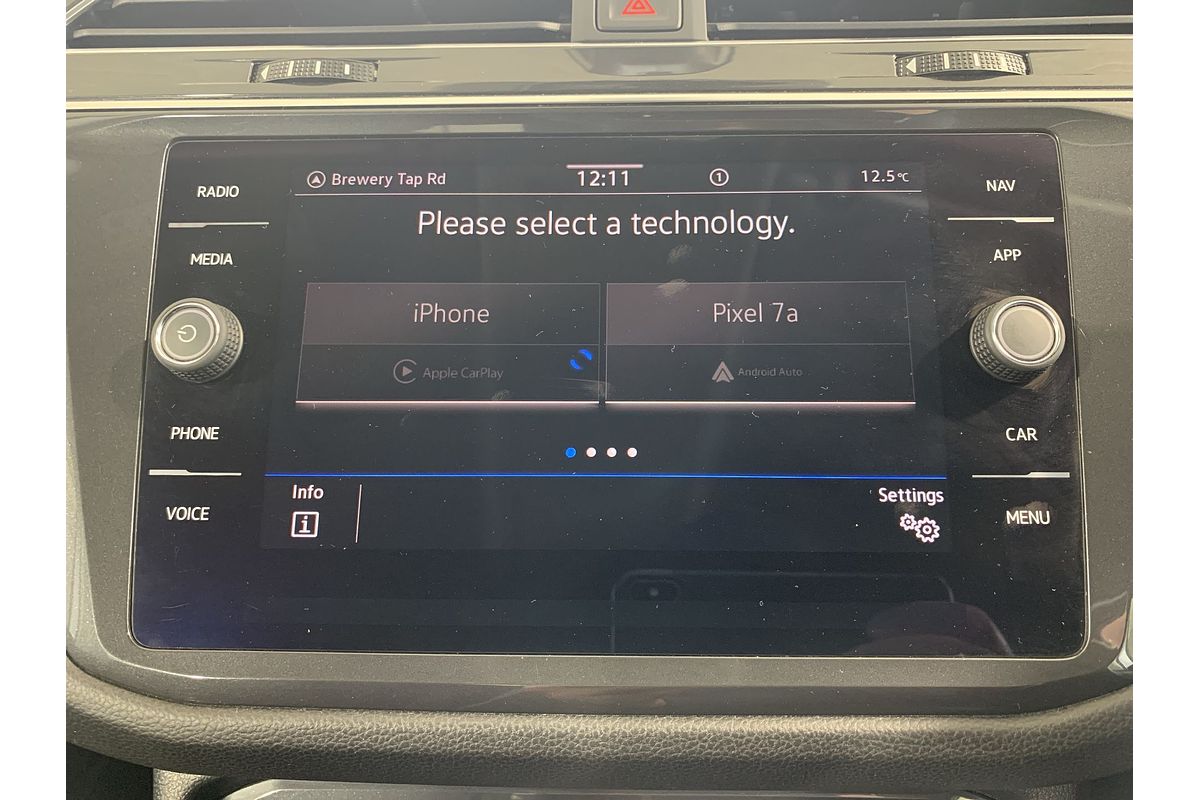 RADIO
MEDIA
PHONE
VOICE
Brewery Tap Rd 12:11 1 12.5°C
Please select a technology.
iPhone
Apple CarPlay
Pixel 7a
Android Auto
Info
i
Settings
NAV
APP
CAR
MENU